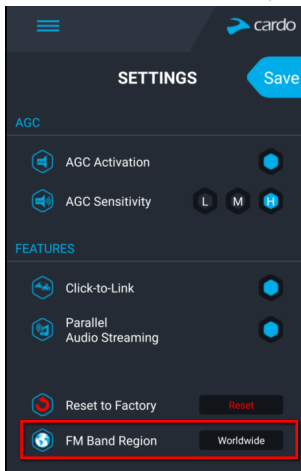 cardo
SETTINGS
Save
AGC
AGC Activation
AGC Sensitivity
L M H
FEATURES
Click-to-Link
Parallel
Audio Streaming
Reset to Factory
Reset
FM Band Region
Worldwide